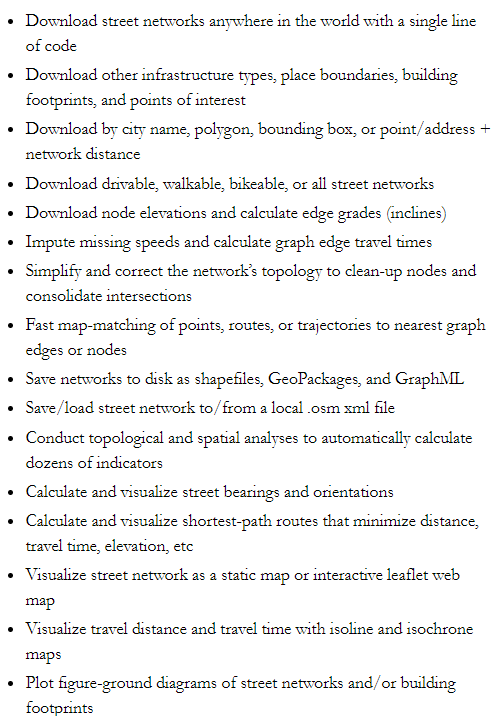 • Download street networks anywhere in the world with a single line
of code
• Download other infrastructure types, place boundaries, building
footprints, and points of interest
• Download by city name, polygon, bounding box, or point/address +
network distance
• Download drivable, walkable, bikeable, or all street networks
• Download node elevations and calculate edge grades (inclines)
• Impute missing speeds and calculate graph edge travel times
• Simplify and correct the network's topology to clean-up nodes and
consolidate intersections
• Fast map-matching of points, routes, or trajectories to nearest graph
edges or nodes
• Save networks to disk as shapefiles, GeoPackages, and GraphML
• Save/load street network to/from a local .osm xml file
• Conduct topological and spatial analyses to automatically calculate
dozens of indicators
• Calculate and visualize street bearings and orientations
• Calculate and visualize shortest-path routes that minimize distance,
travel time, elevation, etc
• Visualize street network as a static map or interactive leaflet web
map
• Visualize travel distance and travel time with isoline and isochrone
maps
• Plot figure-ground diagrams of street networks and/or building
footprints